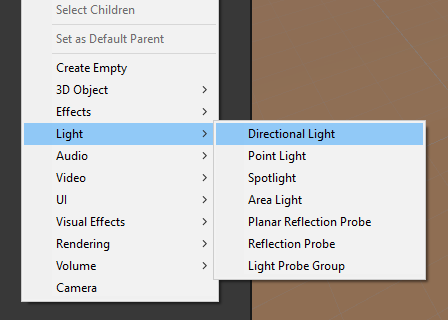 Select Children
Set as Default Parent
Create Empty
3D Object
Effects
Light
Audio
Video
UI
Visual Effects
Rendering
Volume
Camera
Directional Light
Point Light
Spotlight
Area Light
Planar Reflection Probe
Reflection Probe
Light Probe Group